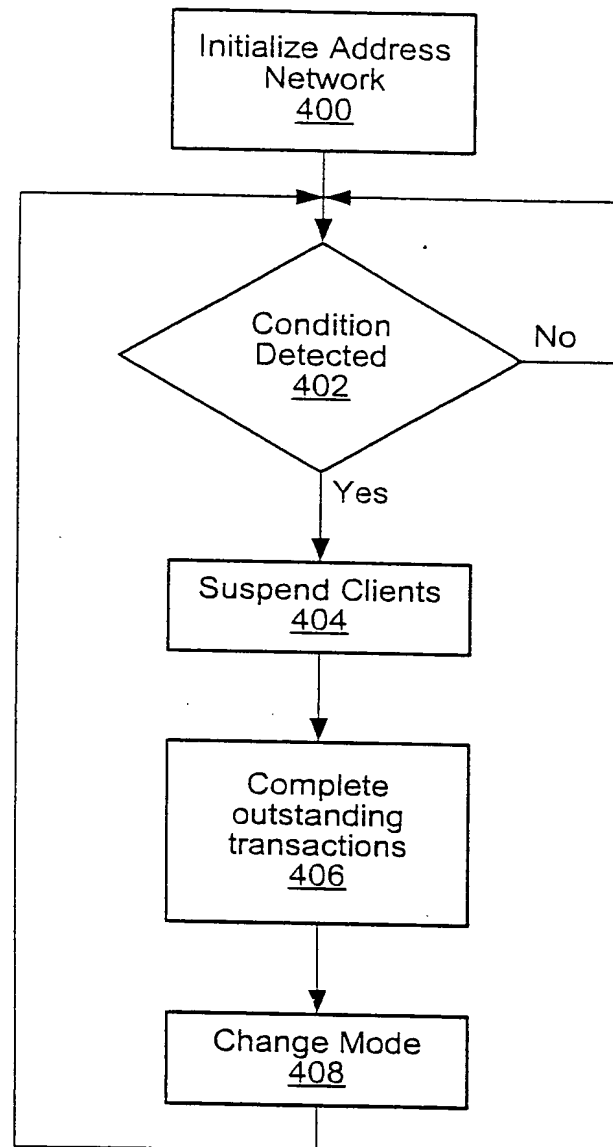 Initialize Address
Network
400
Condition
Detected
402
No
Yes
Suspend Clients
404
Complete
outstanding
transactions
406
Change Mode
408